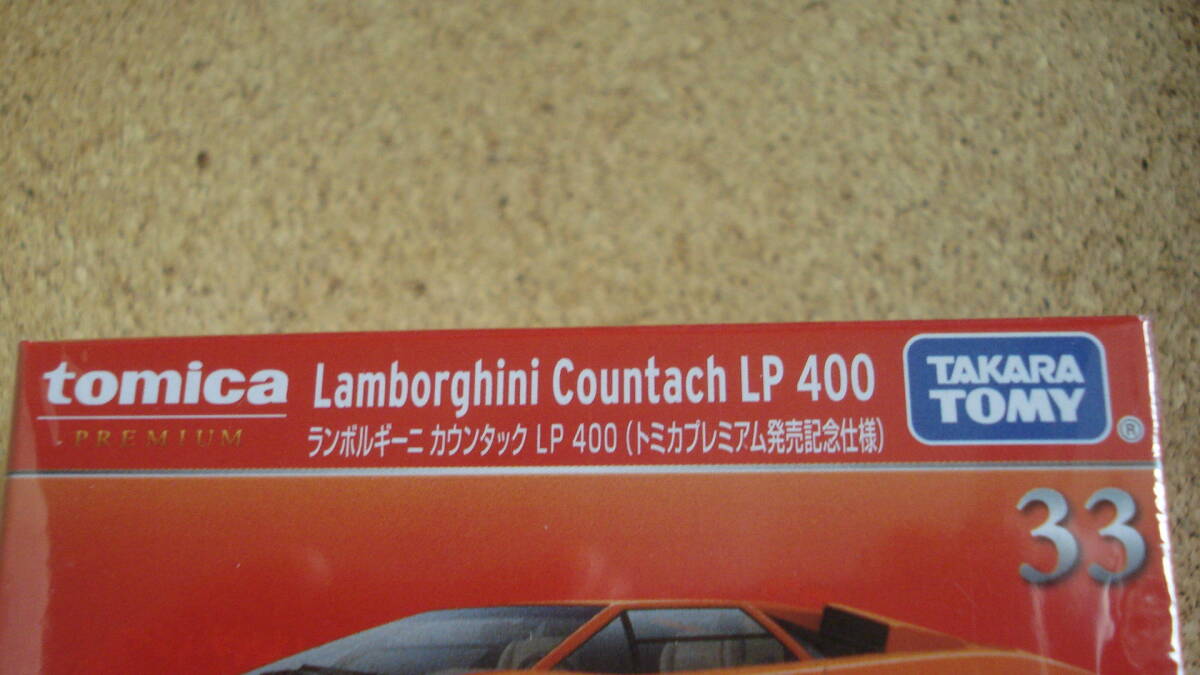 tomica
PREMIUM
Lamborghini Countach LP 400
ランボルギーニ カウンタック LP 400 (トミカプレミアム発売記念仕様)
TAKARA
TOMY
®
33